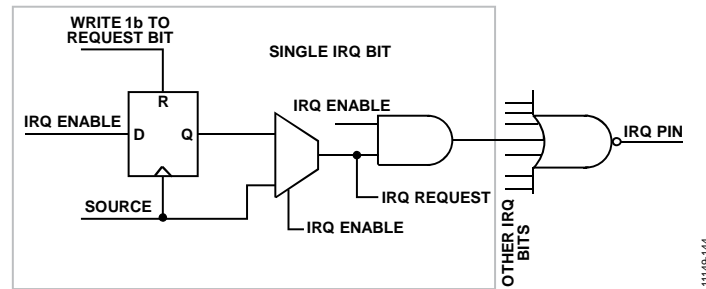 WRITE 1b TO
REQUEST BIT
SINGLE IRQ BIT
R
IRQ ENABLE
IRQ ENABLE
D
Q
IRQ PIN
IRQ REQUEST
SOURCE
IRQ ENABLE
OTHER IRQ
BITS
11149-144